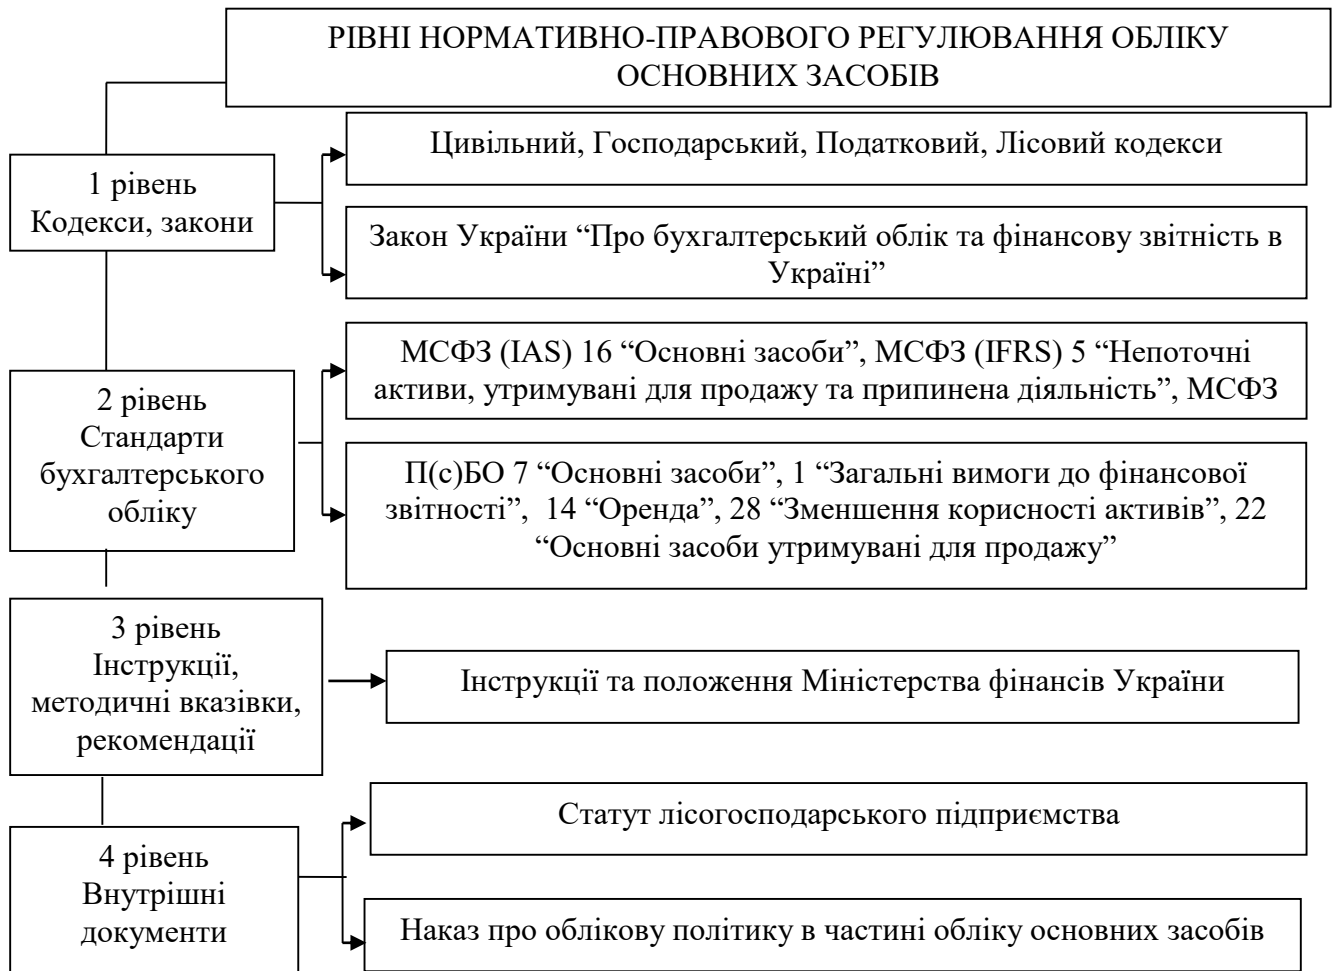 РІВНІ НОРМАТИВНО-ПРАВОВОГО РЕГУЛЮВАННЯ ОБЛІКУ
ОСНОВНИХ ЗАСОБІВ
1 рівень
Кодекси, закони
Цивільний, Господарський, Податковий, Лісовий кодекси
Закон України “Про бухгалтерський облік та фінансову звітність в
Україні”
2 рівень
Стандарти
бухгалтерського
обліку
МСФЗ (IAS) 16 “Основні засоби”, МСФЗ (IFRS) 5 “Непоточні
активи, утримувані для продажу та припинена діяльність”, МСФЗ
П(с)БО 7 “Основні засоби”, 1 “Загальні вимоги до фінансової
звітності”, 14 “Оренда”, 28 “Зменшення корисності активів”, 22
“Основні засоби утримувані для продажу”
3 рівень
Інструкції,
методичні вказівки,
рекомендації
Інструкції та положення Міністерства фінансів України
4 рівень
Внутрішні
документи
Статут лісогосподарського підприємства
Наказ про облікову політику в частині обліку основних засобів